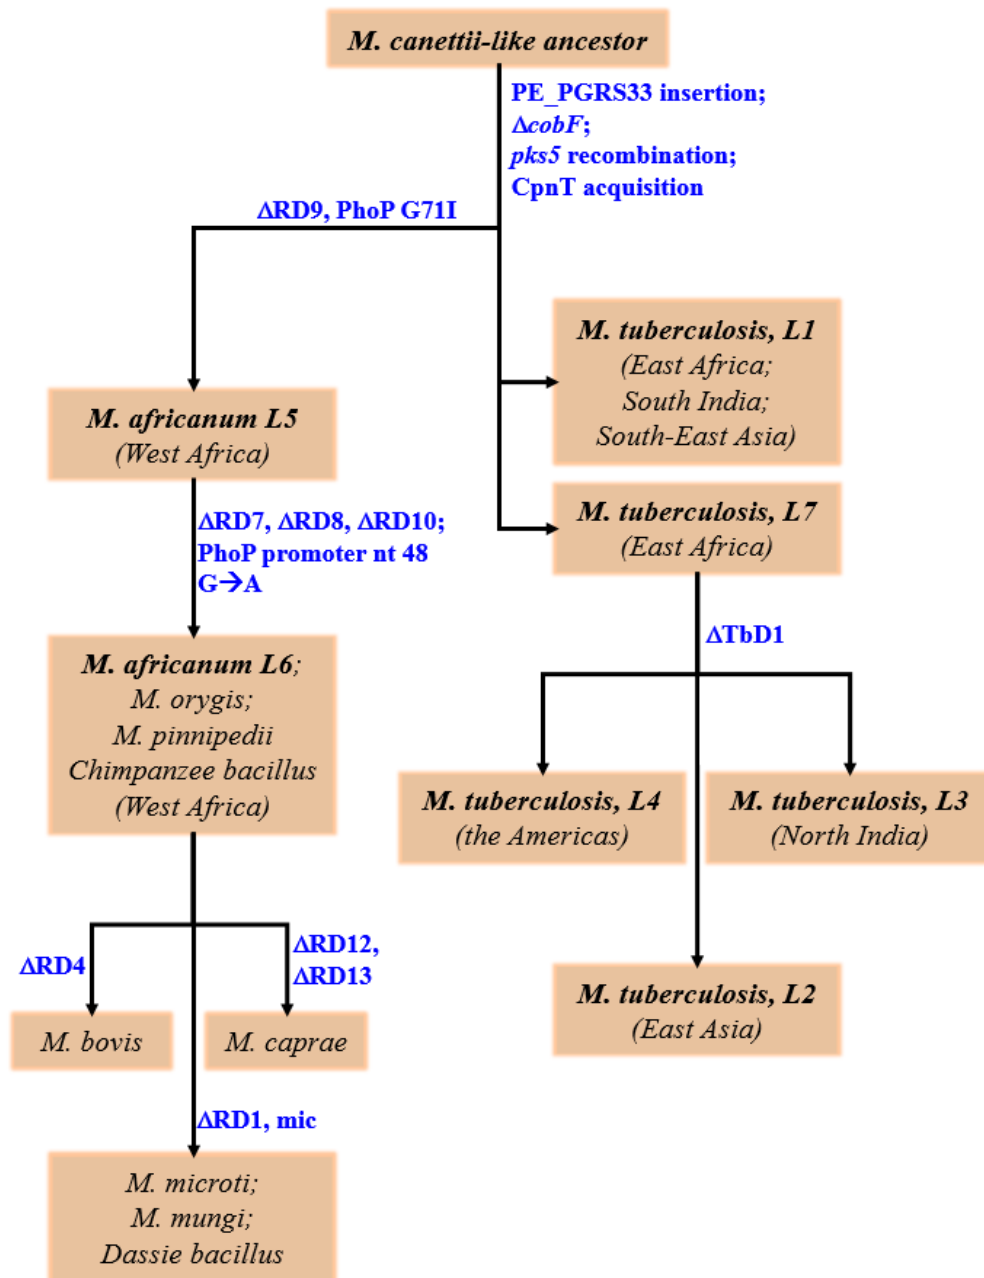 M. canettii-like ancestor
PE_PGRS33 insertion;
ΔcobF;
pks5 recombination;
CpnT acquisition
ΔRD9, PhoP G71I
M. tuberculosis, L1
(East Africa;
South India;
South-East Asia)
M. africanum L5
(West Africa)
M. tuberculosis, L7
(East Africa)
ΔRD7, ΔRD8, ΔRD10;
PhoP promoter nt 48
G→A
ΔTbD1
M. africanum L6;
M. orygis;
M. pinnipedii
Chimpanzee bacillus
(West Africa)
M. tuberculosis, L4
(the Americas)
M. tuberculosis, L3
(North India)
ΔRD4
ΔRD12,
ΔRD13
M. bovis
M. caprae
M. tuberculosis, L2
(East Asia)
ΔRD1, mic
M. microti;
M. mungi;
Dassie bacillus